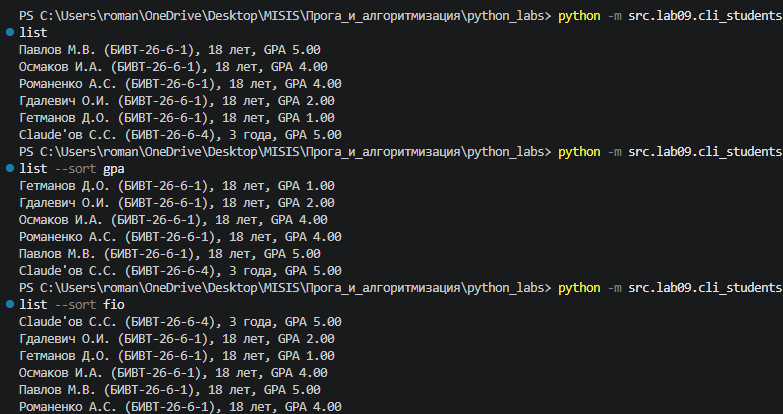 PS C:\Users\roman\OneDrive\Desktop\MISIS\Прога_и_алгоритмизация\python_labs> python -m src.lab09.cli_students
list
Павлов М.В. (БИВТ-26-6-1), 18 лет, GPA 5.00
Осмаков И.А. (БИВТ-26-6-1), 18 лет, GPA 4.00
Романенко А.С. (БИВТ-26-6-1), 18 лет, GPA 4.00
Гдалевич О.И. (БИВТ-26-6-1), 18 лет, GPA 2.00
Гетманов Д.О. (БИВТ-26-6-1), 18 лет, GPA 1.00
Claude'ов С.С. (БИВТ-26-6-4), 3 года, GPA 5.00
PS C:\Users\roman\OneDrive\Desktop\MISIS\Прога_и_алгоритмизация\python_labs> python -m src.lab09.cli_students
list --sort gpa
Гетманов Д.О. (БИВТ-26-6-1), 18 лет, GPA 1.00
Гдалевич О.И. (БИВТ-26-6-1), 18 лет, GPA 2.00
Осмаков И.А. (БИВТ-26-6-1), 18 лет, GPA 4.00
Романенко А.С. (БИВТ-26-6-1), 18 лет, GPA 4.00
Павлов М.В. (БИВТ-26-6-1), 18 лет, GPA 5.00
Claude'ов С.С. (БИВТ-26-6-4), 3 года, GPA 5.00
PS C:\Users\roman\OneDrive\Desktop\MISIS\Прога_и_алгоритмизация\python_labs> python -m src.lab09.cli_students
list --sort fio
Claude'ов С.С. (БИВТ-26-6-4), 3 года, GPA 5.00
Гдалевич О.И. (БИВТ-26-6-1), 18 лет, GPA 2.00
Гетманов Д.О. (БИВТ-26-6-1), 18 лет, GPA 1.00
Осмаков И.А. (БИВТ-26-6-1), 18 лет, GPA 4.00
Павлов М.В. (БИВТ-26-6-1), 18 лет, GPA 5.00
Романенко А.С. (БИВТ-26-6-1), 18 лет, GPA 4.00